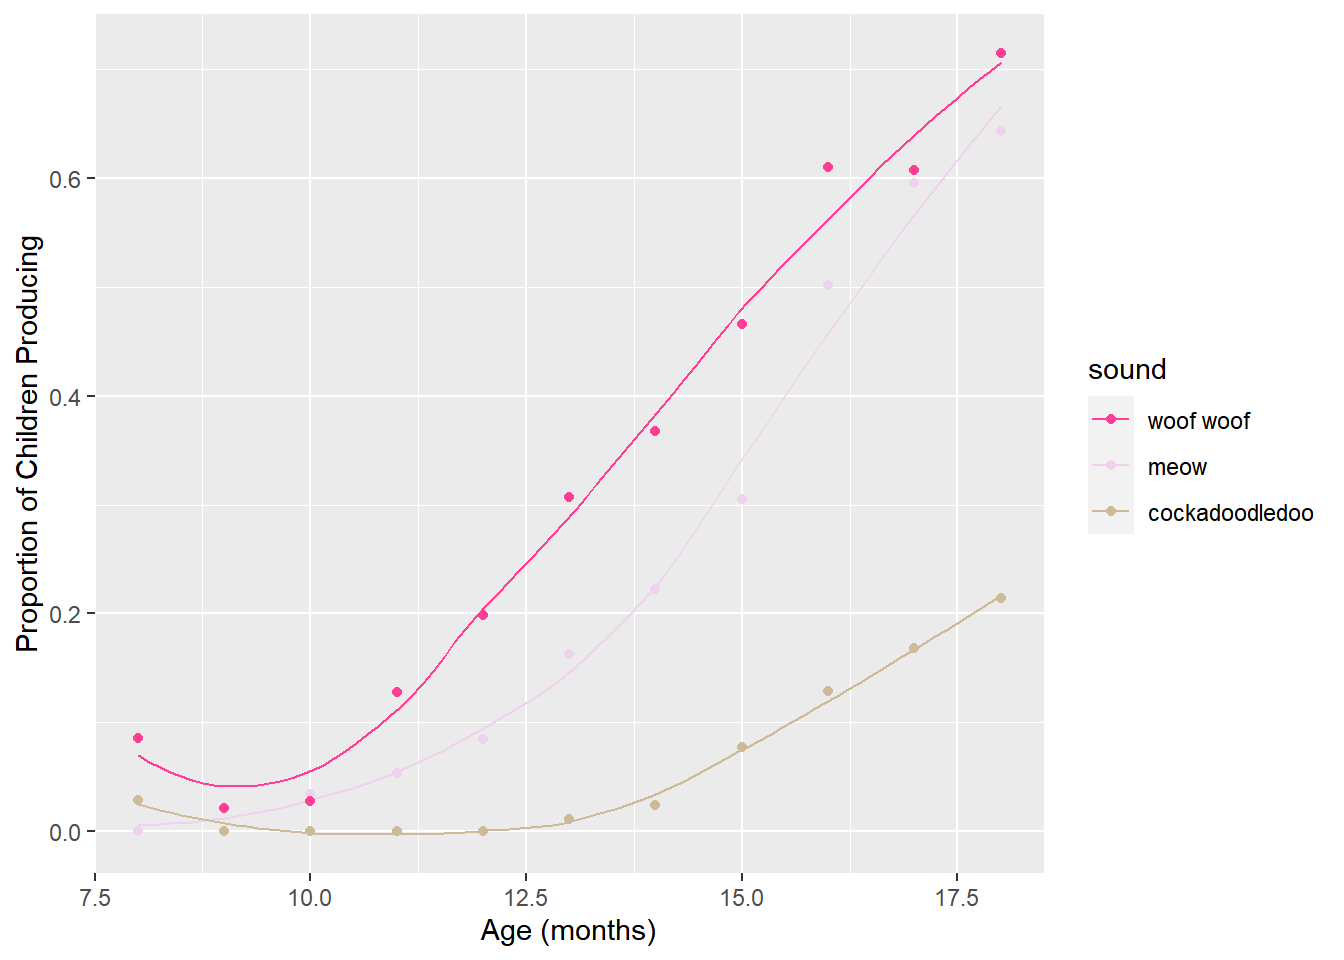 0.6
0.4
0.2
0.0
Proportion of Children Producing
7.5 10.0 12.5 15.0 17.5
Age (months)
sound
woof woof
meow
cockadoodledoo